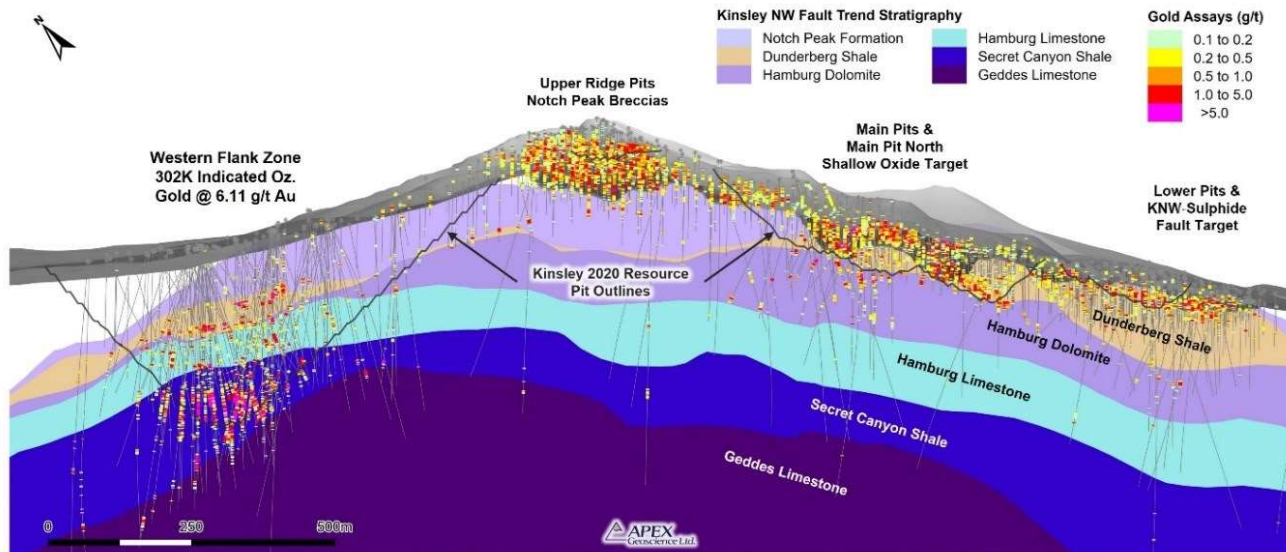 N
Kinsley NW Fault Trend Stratigraphy
Notch Peak Formation
Dunderberg Shale
Hamburg Dolomite
Hamburg Limestone
Secret Canyon Shale
Geddes Limestone
Gold Assays (g/t)
0.1 to 0.2
0.2 to 0.5
0.5 to 1.0
1.0 to 5.0
>5.0
Upper Ridge Pits
Notch Peak Breccias
Western Flank Zone
302K Indicated Oz.
Gold @ 6.11 g/t Au
Main Pits &
Main Pit North
Shallow Oxide Target
Lower Pits &
KNW-Sulphide
Fault Target
Kinsley 2020 Resource
Pit Outlines
Dunderberg Shale
Hamburg Dolomite
Hamburg Limestone
Secret Canyon Shale
Geddes Limestone
0 250 500m
APEX
Geoscience Ltd.